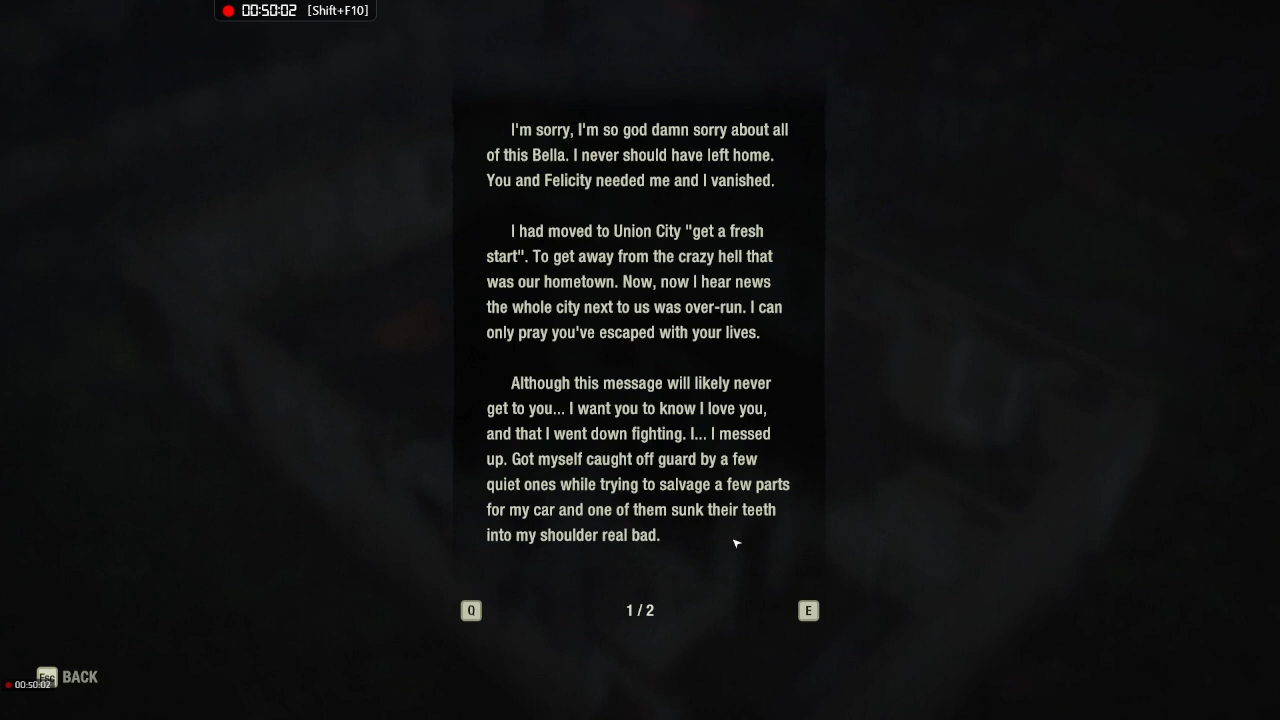 00:50:02 [Shift+F10]
I'm sorry, I'm so god damn sorry about all
of this Bella. I never should have left home.
You and Felicity needed me and I vanished.
I had moved to Union City "get a fresh
start". To get away from the crazy hell that
was our hometown. Now, now I hear news
the whole city next to us was over-run. I can
only pray you've escaped with your lives.
Although this message will likely never
get to you... I want you to know I love you,
and that I went down fighting. I... I messed
up. Got myself caught off guard by a few
quiet ones while trying to salvage a few parts
for my car and one of them sunk their teeth
into my shoulder real bad.
Q 1 / 2 E
Esc BACK
00:50:02